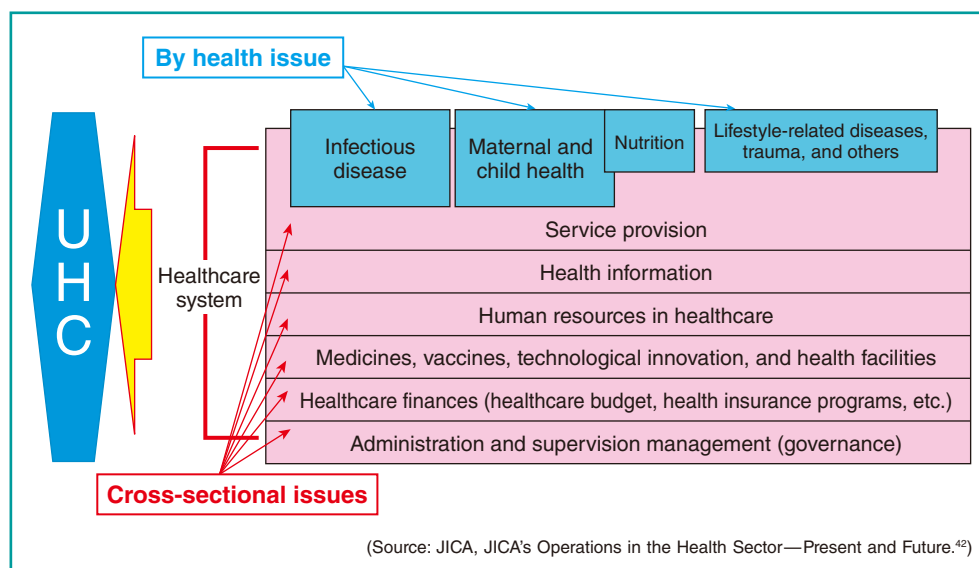 By health issue
Infectious
disease
Maternal and
child health
Nutrition
Lifestyle-related diseases,
trauma, and others
UHC
Healthcare
system
Service provision
Health information
Human resources in healthcare
Medicines, vaccines, technological innovation, and health facilities
Healthcare finances (healthcare budget, health insurance programs, etc.)
Administration and supervision management (governance)
Cross-sectional issues
(Source: JICA, JICA's Operations in the Health Sector—Present and Future.⁴²)